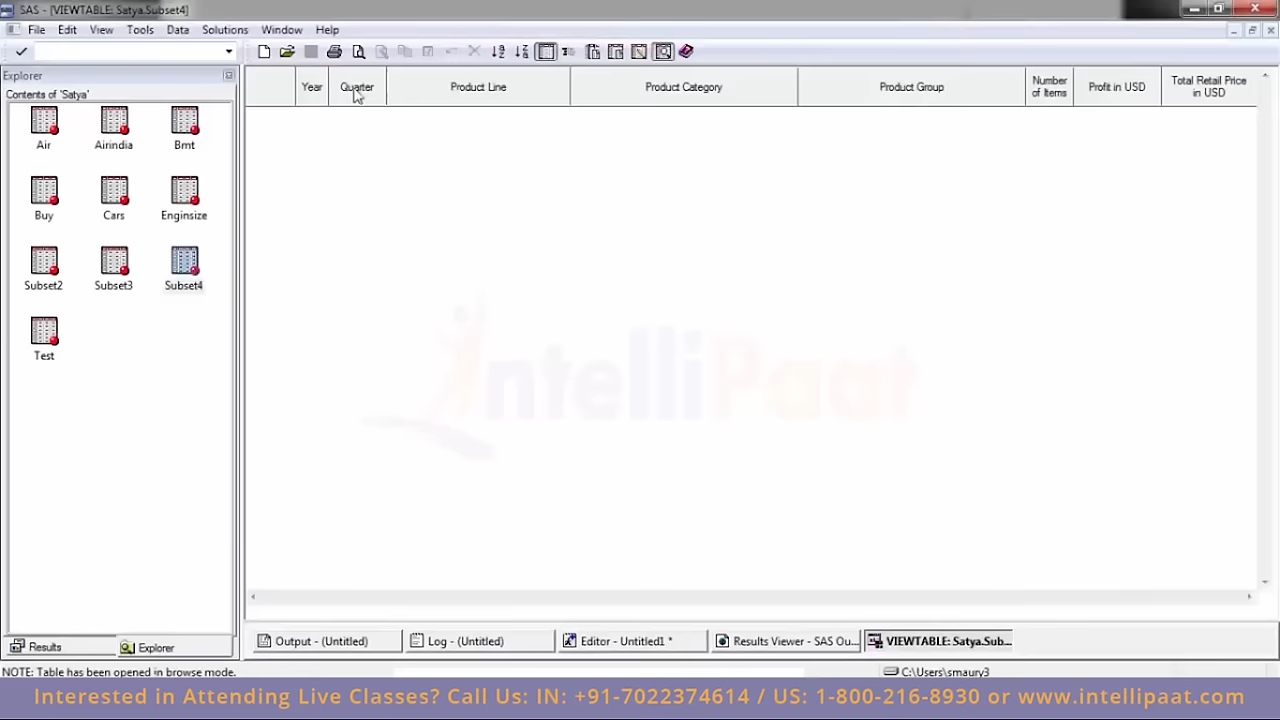 SAS - [VIEWTABLE: Satya.Subset4]
File Edit View Tools Data Solutions Window Help
Explorer
Contents of 'Satya'
Air Airindia Bmt
Buy Cars Enginsize
Subset2 Subset3 Subset4
Test
Year Quarter Product Line Product Category Product Group Number of Items Profit in USD Total Retail Price in USD
IntelliPaat
Results Explorer
Output - (Untitled) Log - (Untitled) Editor - Untitled1 * Results Viewer - SAS Ou... VIEWTABLE: Satya.Sub...
NOTE: Table has been opened in browse mode. C:\Users\smaury3
Interested in Attending Live Classes? Call Us: IN: +91-7022374614 / US: 1-800-216-8930 or www.intellipaat.com